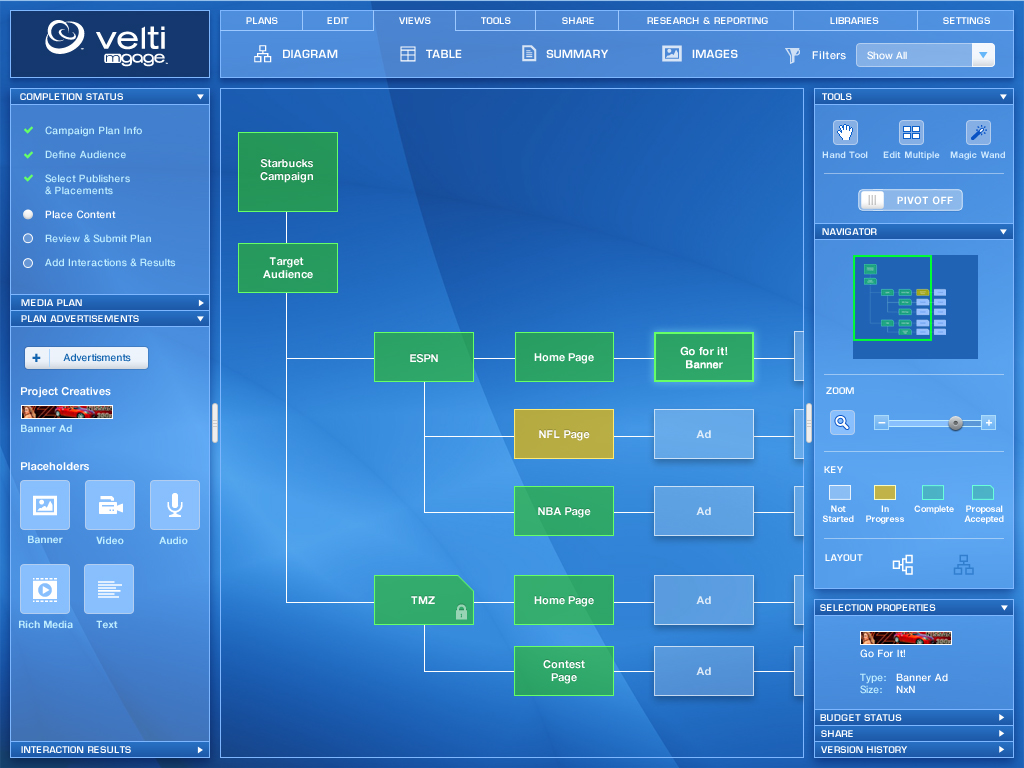 velti
mgage
PLANS
EDIT
VIEWS
TOOLS
SHARE
RESEARCH & REPORTING
LIBRARIES
SETTINGS
DIAGRAM
TABLE
SUMMARY
IMAGES
Filters
Show All
COMPLETION STATUS
Campaign Plan Info
Define Audience
Select Publishers
& Placements
Place Content
Review & Submit Plan
Add Interactions & Results
MEDIA PLAN
PLAN ADVERTISEMENTS
Advertisments
Project Creatives
Banner Ad
Placeholders
Banner
Video
Audio
Rich Media
Text
INTERACTION RESULTS
Starbucks
Campaign
Target
Audience
ESPN
Home Page
Go for it!
Banner
NFL Page
Ad
NBA Page
Ad
TMZ
Home Page
Ad
Contest
Page
Ad
TOOLS
Hand Tool
Edit Multiple
Magic Wand
PIVOT OFF
NAVIGATOR
ZOOM
KEY
Not
Started
In
Progress
Complete
Proposal
Accepted
LAYOUT
SELECTION PROPERTIES
Go For It!
Type: Banner Ad
Size: NxN
BUDGET STATUS
SHARE
VERSION HISTORY